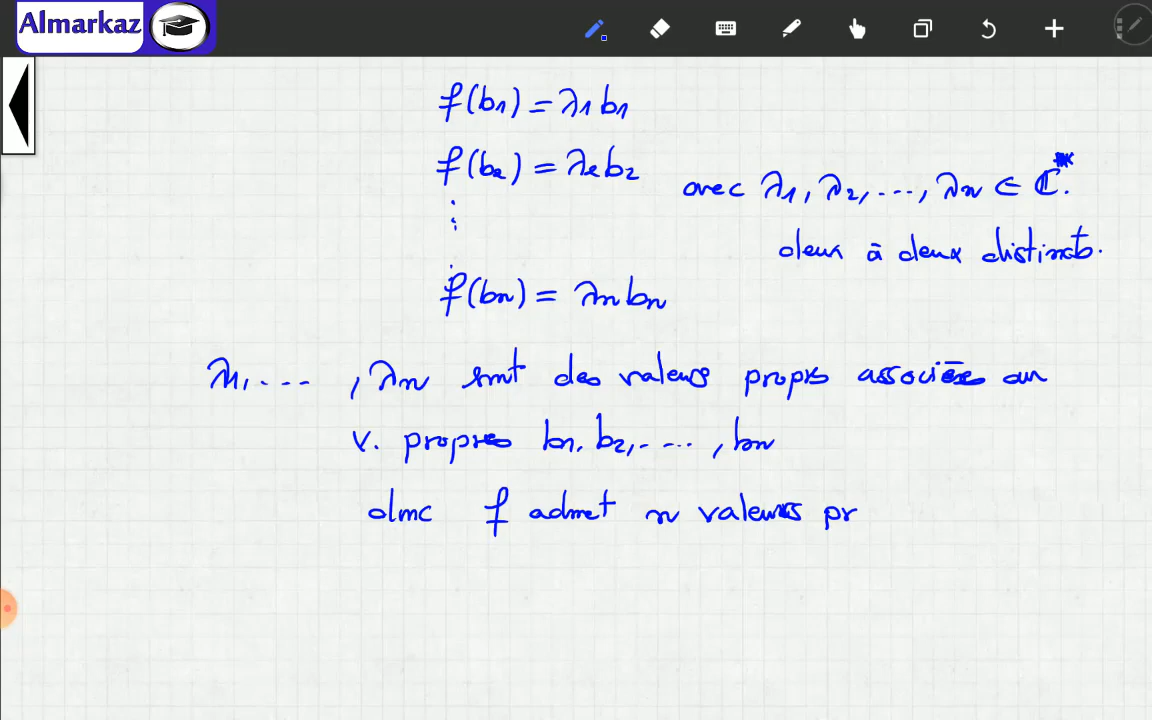 Almarkaz
f(b1) = λ1 b1
f(b2) = λ2 b2
avec λ1, λ2, ..., λn ∈ ℂ*.
deux à deux distincts.
⋮
f(bn) = λn bn
λ1, ... , λn sont des valeurs propres associées aux
v. propres b1, b2, ... , bn
donc f admet n valeurs pr